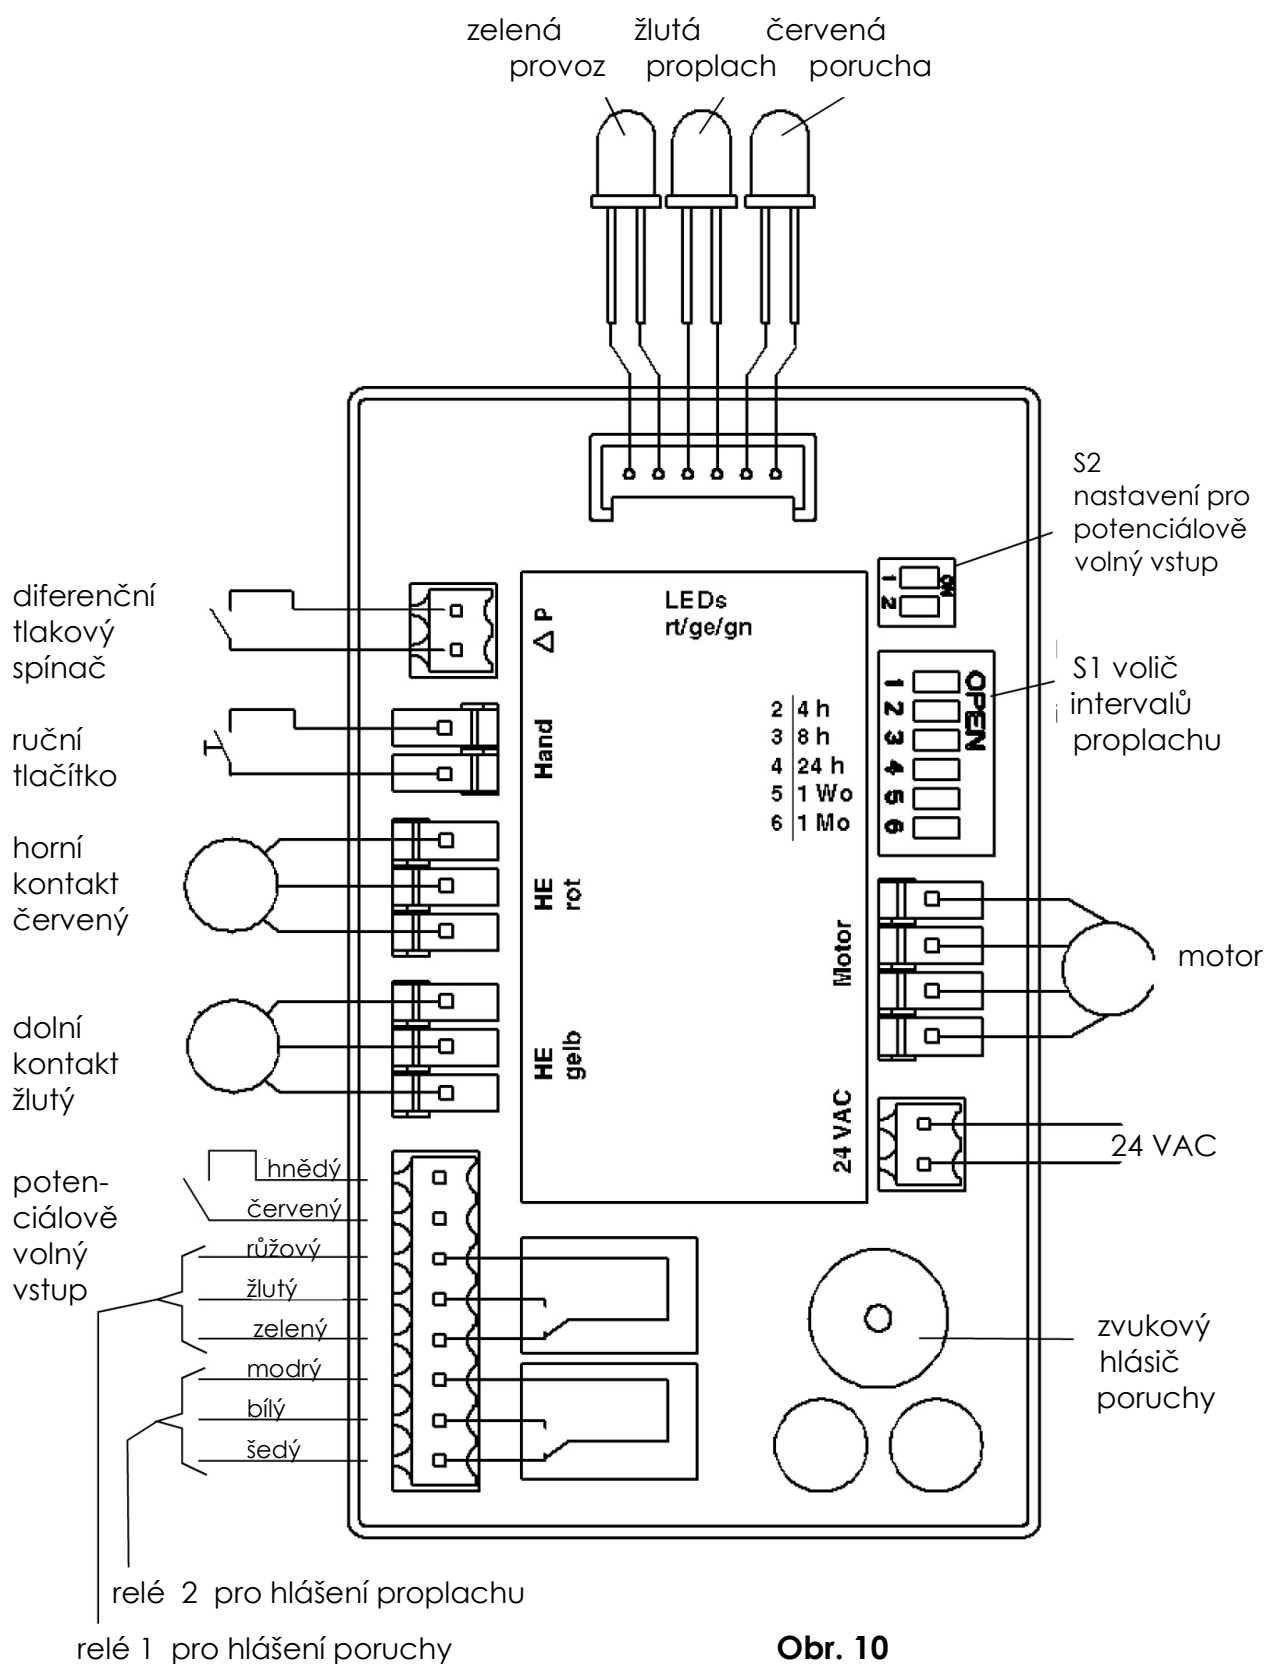 zelená žlutá červená
provoz proplach porucha
S2
nastavení pro
potenciálově
volný vstup
1
2
ON
diferenční
tlakový
spínač
△ P
LEDs
rt/ge/gn
S1 volič
intervalů
proplachu
1
2
3
4
5
6
OPEN
2 4 h
3 8 h
4 24 h
5 1 Wo
6 1 Mo
ruční
tlačítko
Hand
horní
kontakt
červený
HE
rot
Motor
motor
dolní
kontakt
žlutý
HE
gelb
24 VAC
24 VAC
poten-
ciálově
volný
vstup
hnědý
červený
růžový
žlutý
zelený
modrý
bílý
šedý
zvukový
hlásič
poruchy
relé 2 pro hlášení proplachu
relé 1 pro hlášení poruchy
Obr. 10